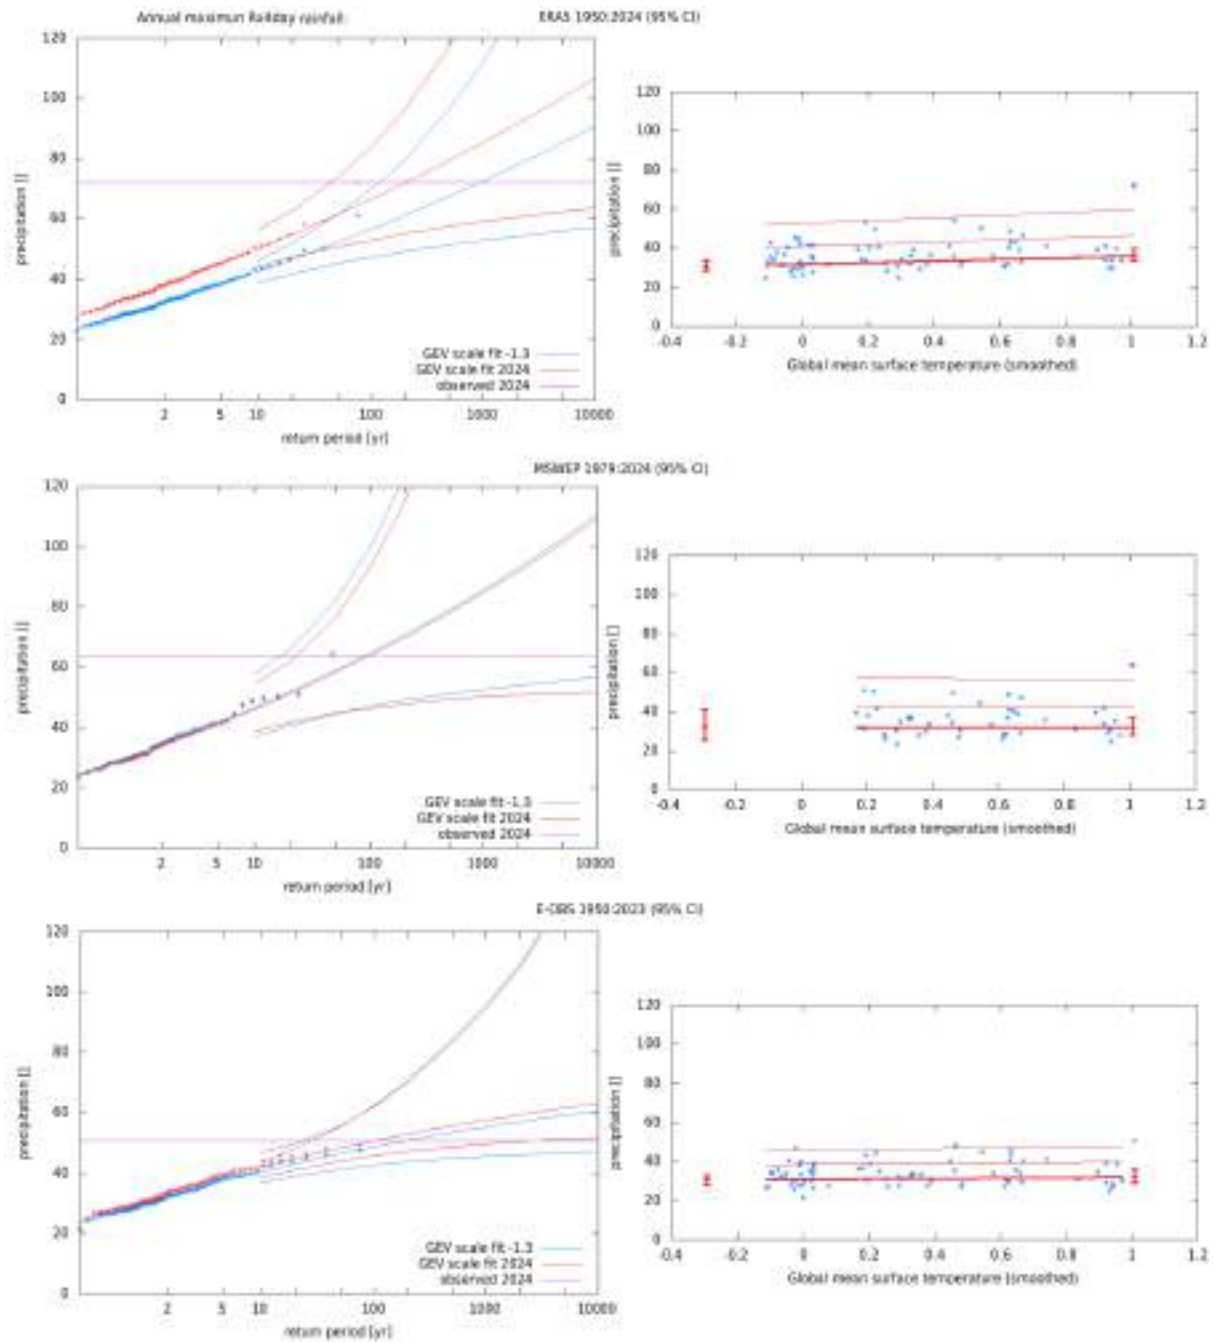 Annual maximum Rx4day rainfall ERA5 1950:2024 (95% CI)
120
100
80
60
40
20
0
precipitation []
2 5 10 100 1000 10000
return period [yr]
GEV scale fit -1.3
GEV scale fit 2024
observed 2024
120
100
80
60
40
20
0
precipitation []
-0.4 -0.2 0 0.2 0.4 0.6 0.8 1 1.2
Global mean surface temperature (smoothed)
MSWEP 1979:2024 (95% CI)
120
100
80
60
40
20
0
precipitation []
2 5 10 100 1000 10000
return period [yr]
GEV scale fit -1.3
GEV scale fit 2024
observed 2024
120
100
80
60
40
20
0
precipitation []
-0.4 -0.2 0 0.2 0.4 0.6 0.8 1 1.2
Global mean surface temperature (smoothed)
E-OBS 1950:2023 (95% CI)
120
100
80
60
40
20
0
precipitation []
2 5 10 100 1000 10000
return period [yr]
GEV scale fit -1.3
GEV scale fit 2024
observed 2024
120
100
80
60
40
20
0
precipitation []
-0.4 -0.2 0 0.2 0.4 0.6 0.8 1 1.2
Global mean surface temperature (smoothed)